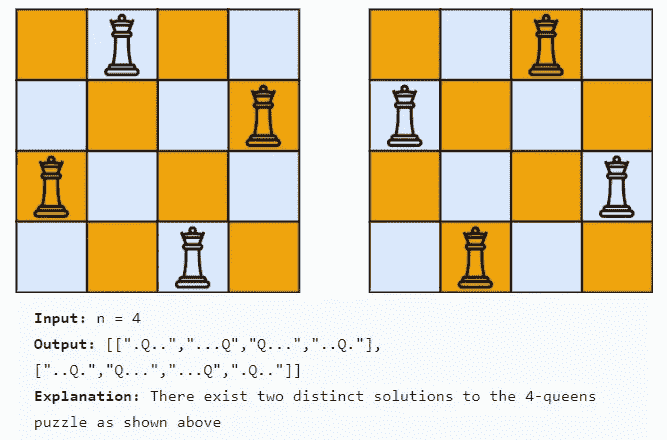 Input: n = 4
Output: [[".Q..","...Q","Q...","..Q."],
["..Q.","Q...","...Q",".Q.."]]
Explanation: There exist two distinct solutions to the 4-queens
puzzle as shown above